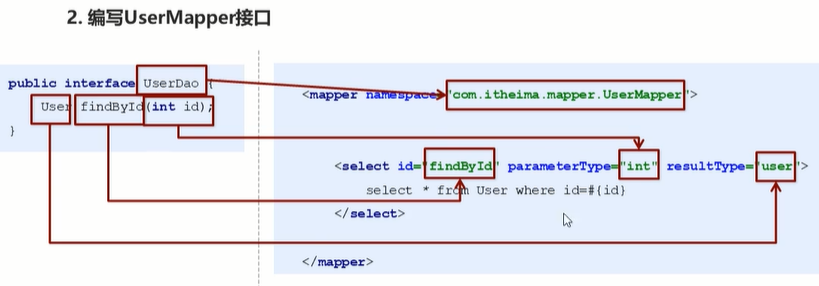 2. 编写UserMapper接口
public interface UserDao {
User findById(int id);
}
<mapper namespace="com.itheima.mapper.UserMapper">
<select id="findById" parameterType="int" resultType="user">
select * from User where id=#{id}
</select>
</mapper>